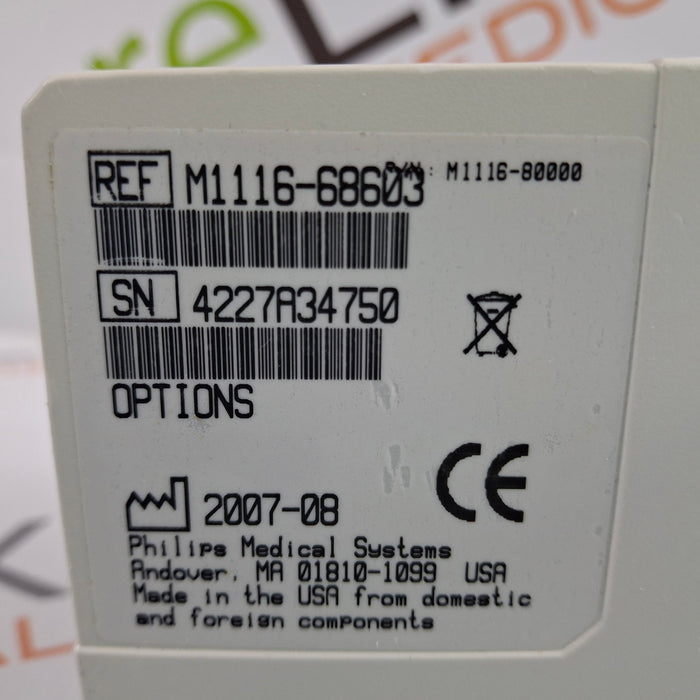 REF M1116-68603 P/N: M1116-80000
SN 4227A34750
OPTIONS
CE
2007-08
Philips Medical Systems
Andover, MA 01810-1099 USA
Made in the USA from domestic
and foreign components